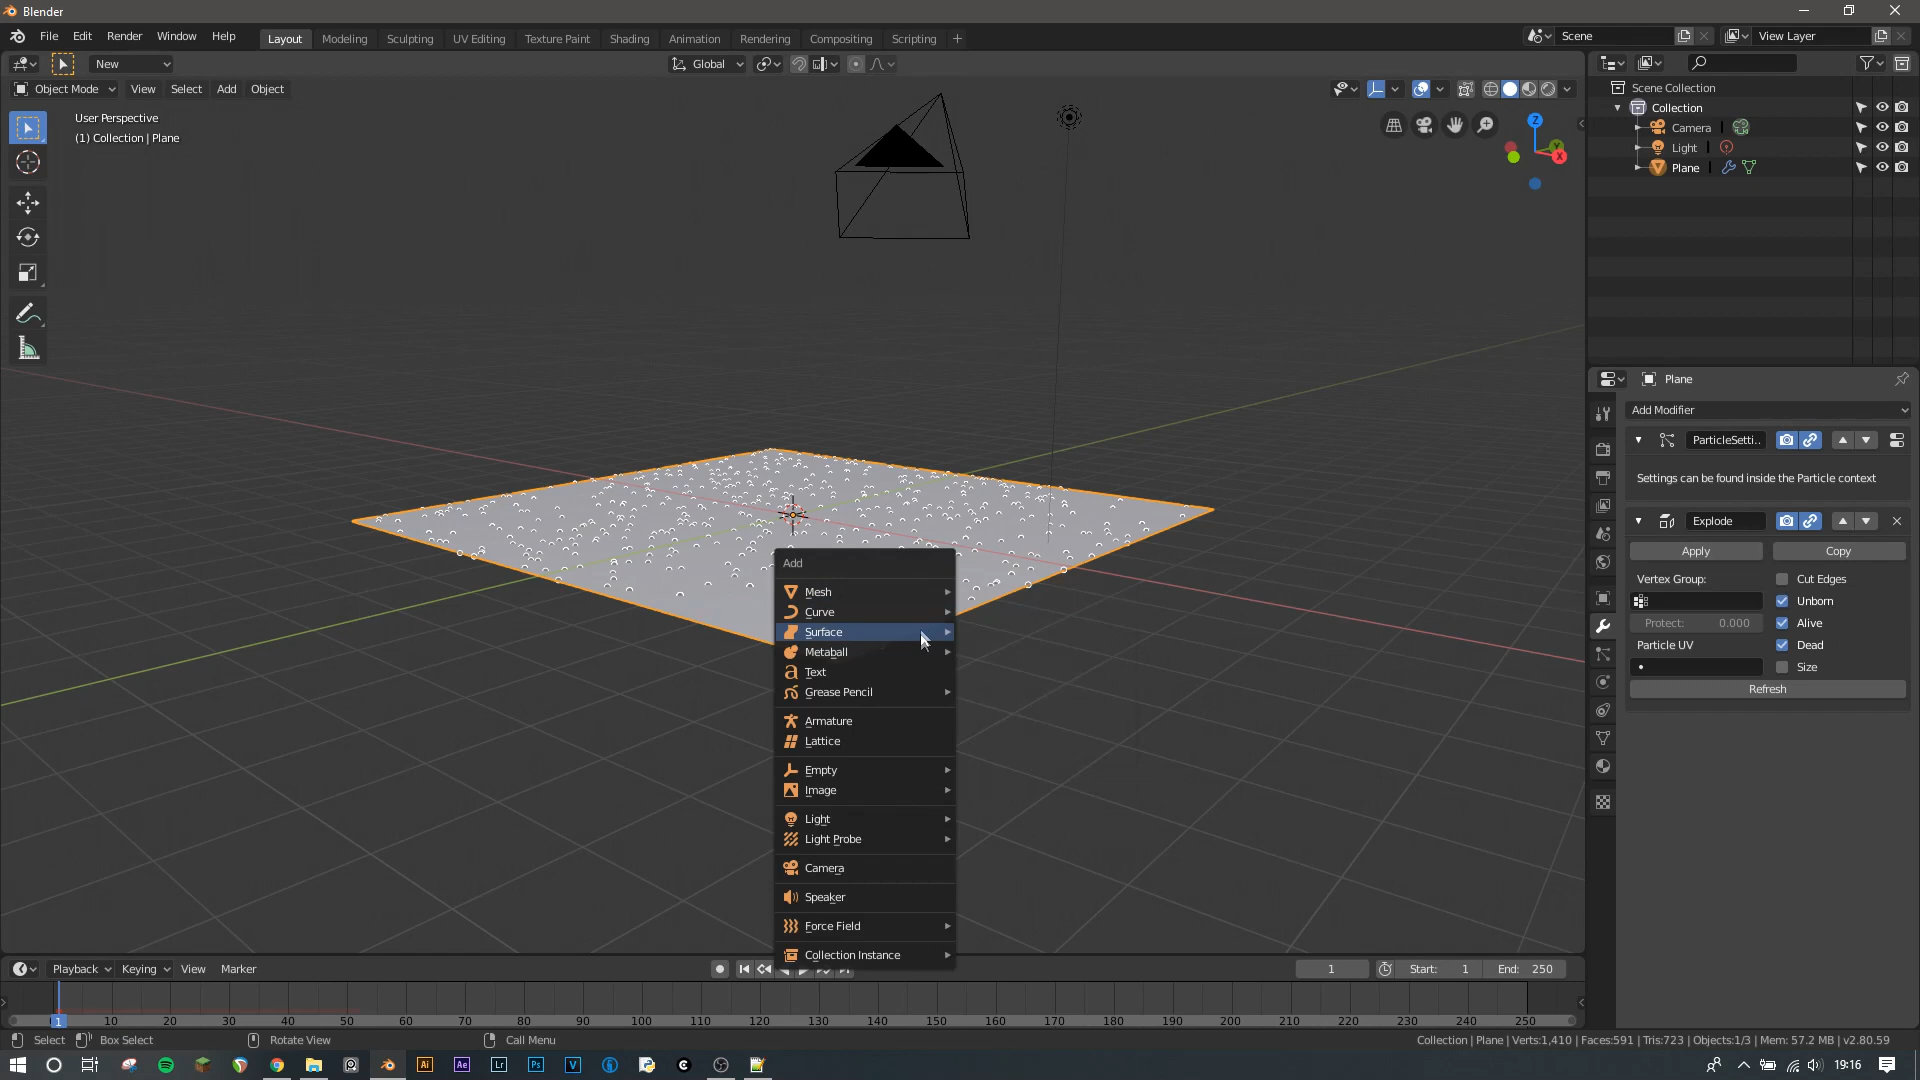 Blender
File Edit Render Window Help
Layout Modeling Sculpting UV Editing Texture Paint Shading Animation Rendering Compositing Scripting +
Scene
View Layer
New
Global
Object Mode View Select Add Object
User Perspective
(1) Collection | Plane
Z
Y
X
Scene Collection
Collection
Camera
Light
Plane
Plane
Add Modifier
ParticleSetti..
Settings can be found inside the Particle context
Explode
Apply Copy
Vertex Group: Cut Edges
Unborn
Protect: 0.000 Alive
Particle UV Dead
Size
Refresh
Add
Mesh
Curve
Surface
Metaball
Text
Grease Pencil
Armature
Lattice
Empty
Image
Light
Light Probe
Camera
Speaker
Force Field
Collection Instance
Playback Keying View Marker
1 Start: 1 End: 250
1 10 20 30 40 50 60 70 80 90 100 110 120 130 140 150 160 170 180 190 200 210 220 230 240 250
Select Box Select Rotate View Call Menu
Collection | Plane | Verts:1,410 | Faces:591 | Tris:723 | Objects:1/3 | Mem: 57.2 MB | v2.80.59
Ai Ae Lr Ps V
19:16